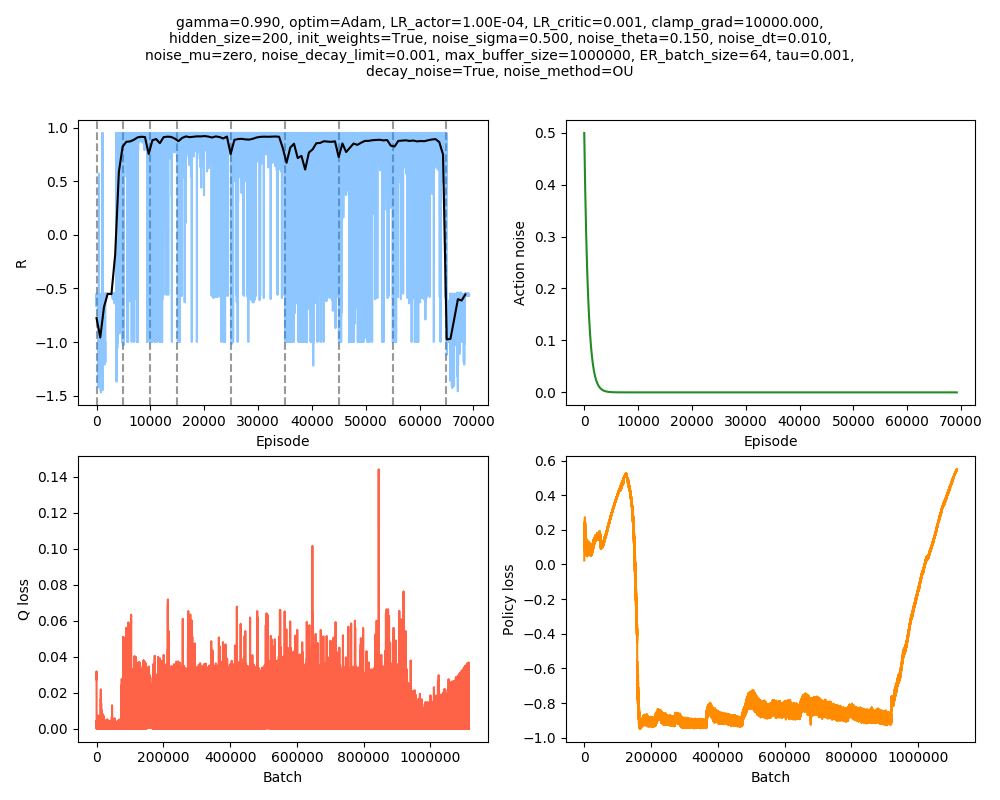 gamma=0.990, optim=Adam, LR_actor=1.00E-04, LR_critic=0.001, clamp_grad=10000.000,
hidden_size=200, init_weights=True, noise_sigma=0.500, noise_theta=0.150, noise_dt=0.010,
noise_mu=zero, noise_decay_limit=0.001, max_buffer_size=1000000, ER_batch_size=64, tau=0.001,
decay_noise=True, noise_method=OU
1.0
0.5
0.0
−0.5
−1.0
−1.5
R
0 10000 20000 30000 40000 50000 60000 70000
Episode
0.5
0.4
0.3
0.2
0.1
0.0
Action noise
0 10000 20000 30000 40000 50000 60000 70000
Episode
0.14
0.12
0.10
0.08
0.06
0.04
0.02
0.00
Q loss
0 200000 400000 600000 800000 1000000
Batch
0.6
0.4
0.2
0.0
−0.2
−0.4
−0.6
−0.8
−1.0
Policy loss
0 200000 400000 600000 800000 1000000
Batch